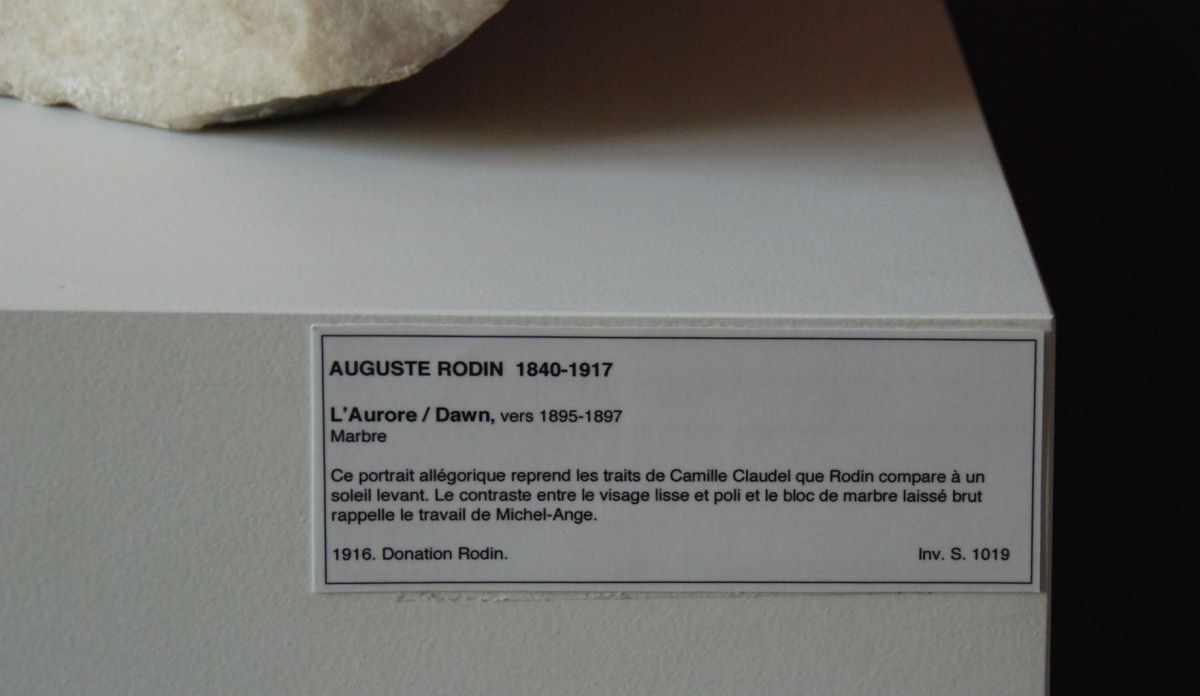 AUGUSTE RODIN 1840-1917
L'Aurore / Dawn, vers 1895-1897
Marbre
Ce portrait allégorique reprend les traits de Camille Claudel que Rodin compare à un
soleil levant. Le contraste entre le visage lisse et poli et le bloc de marbre laissé brut
rappelle le travail de Michel-Ange.
1916. Donation Rodin. Inv. S. 1019